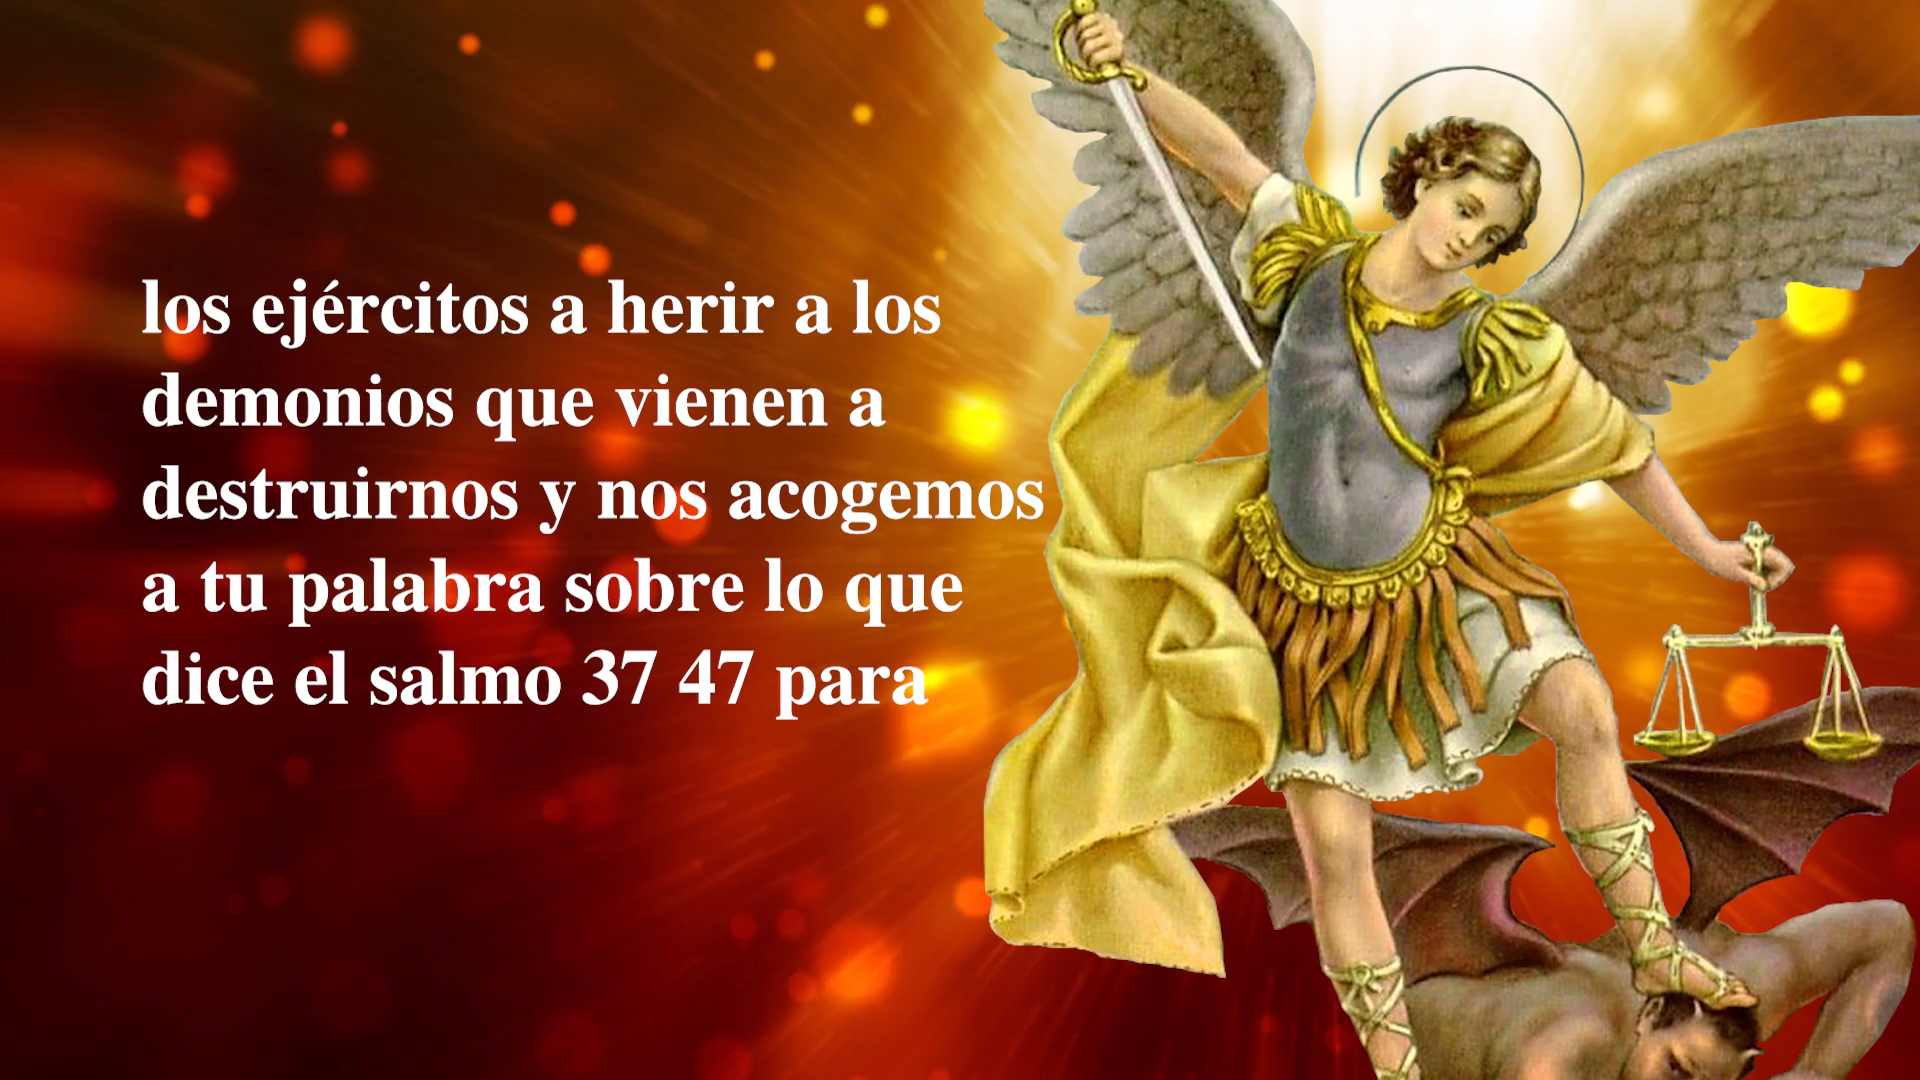 los ejércitos a herir a los
demonios que vienen a
destruirnos y nos acogemos
a tu palabra sobre lo que
dice el salmo 37 47 para